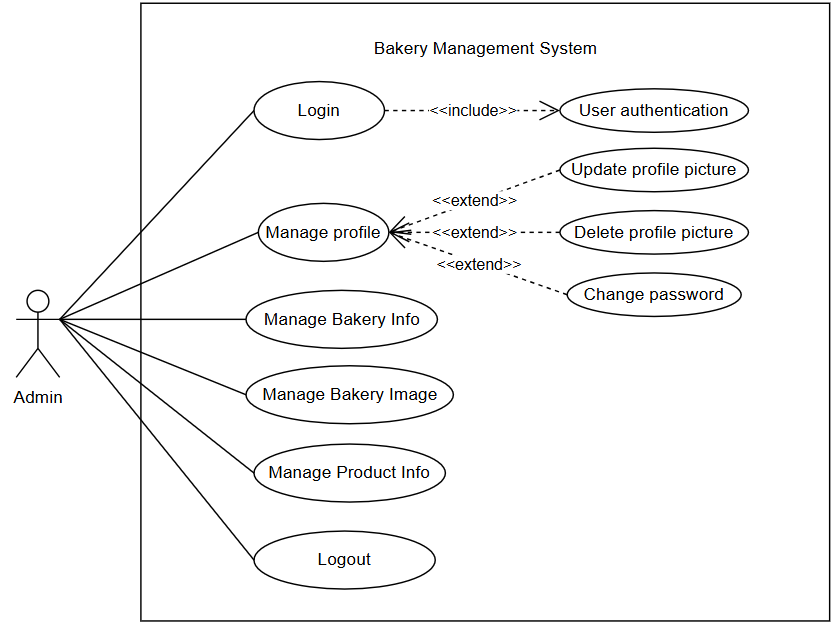 Bakery Management System
Login
<<include>>
User authentication
Update profile picture
<<extend>>
Manage profile
<<extend>>
Delete profile picture
<<extend>>
Change password
Manage Bakery Info
Manage Bakery Image
Admin
Manage Product Info
Logout